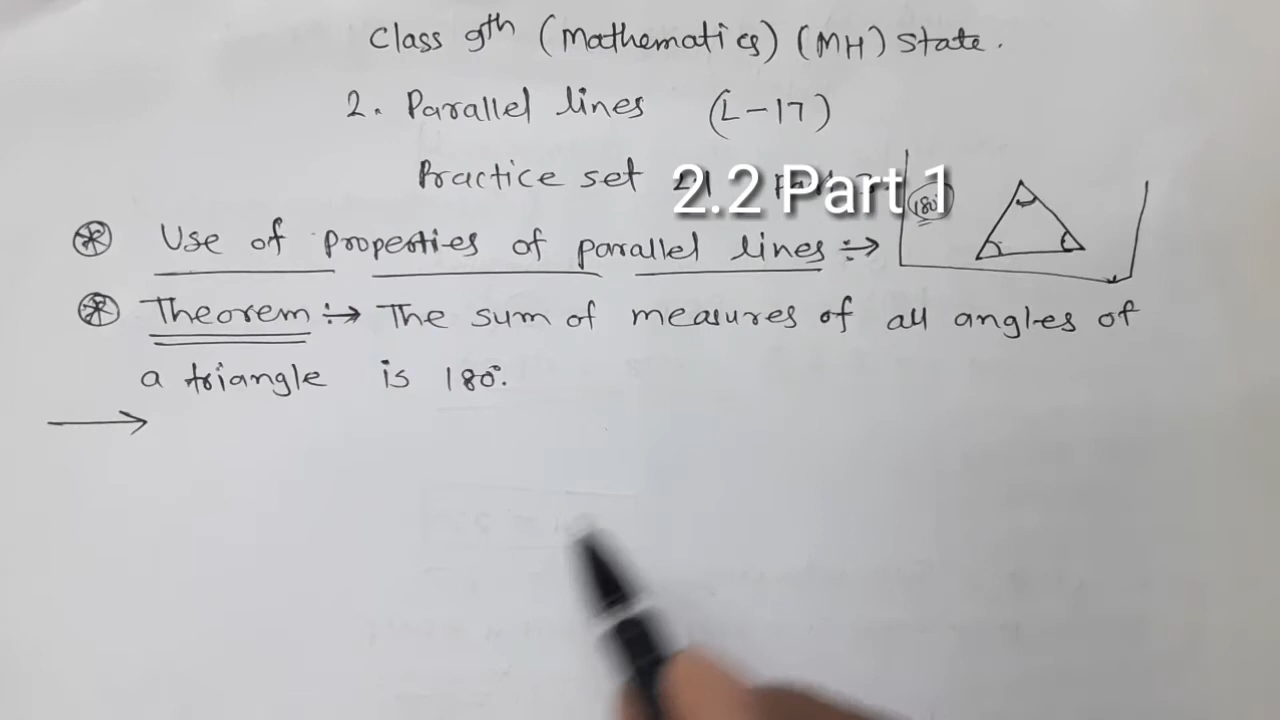 Class 9th (Mathematics) (MH) State.
2. Parallel lines (L-17)
Practice set 2.2 Part 1
180°
Use of properties of parallel lines ÷→
Theorem ÷→ The sum of measures of all angles of
a triangle is 180°.